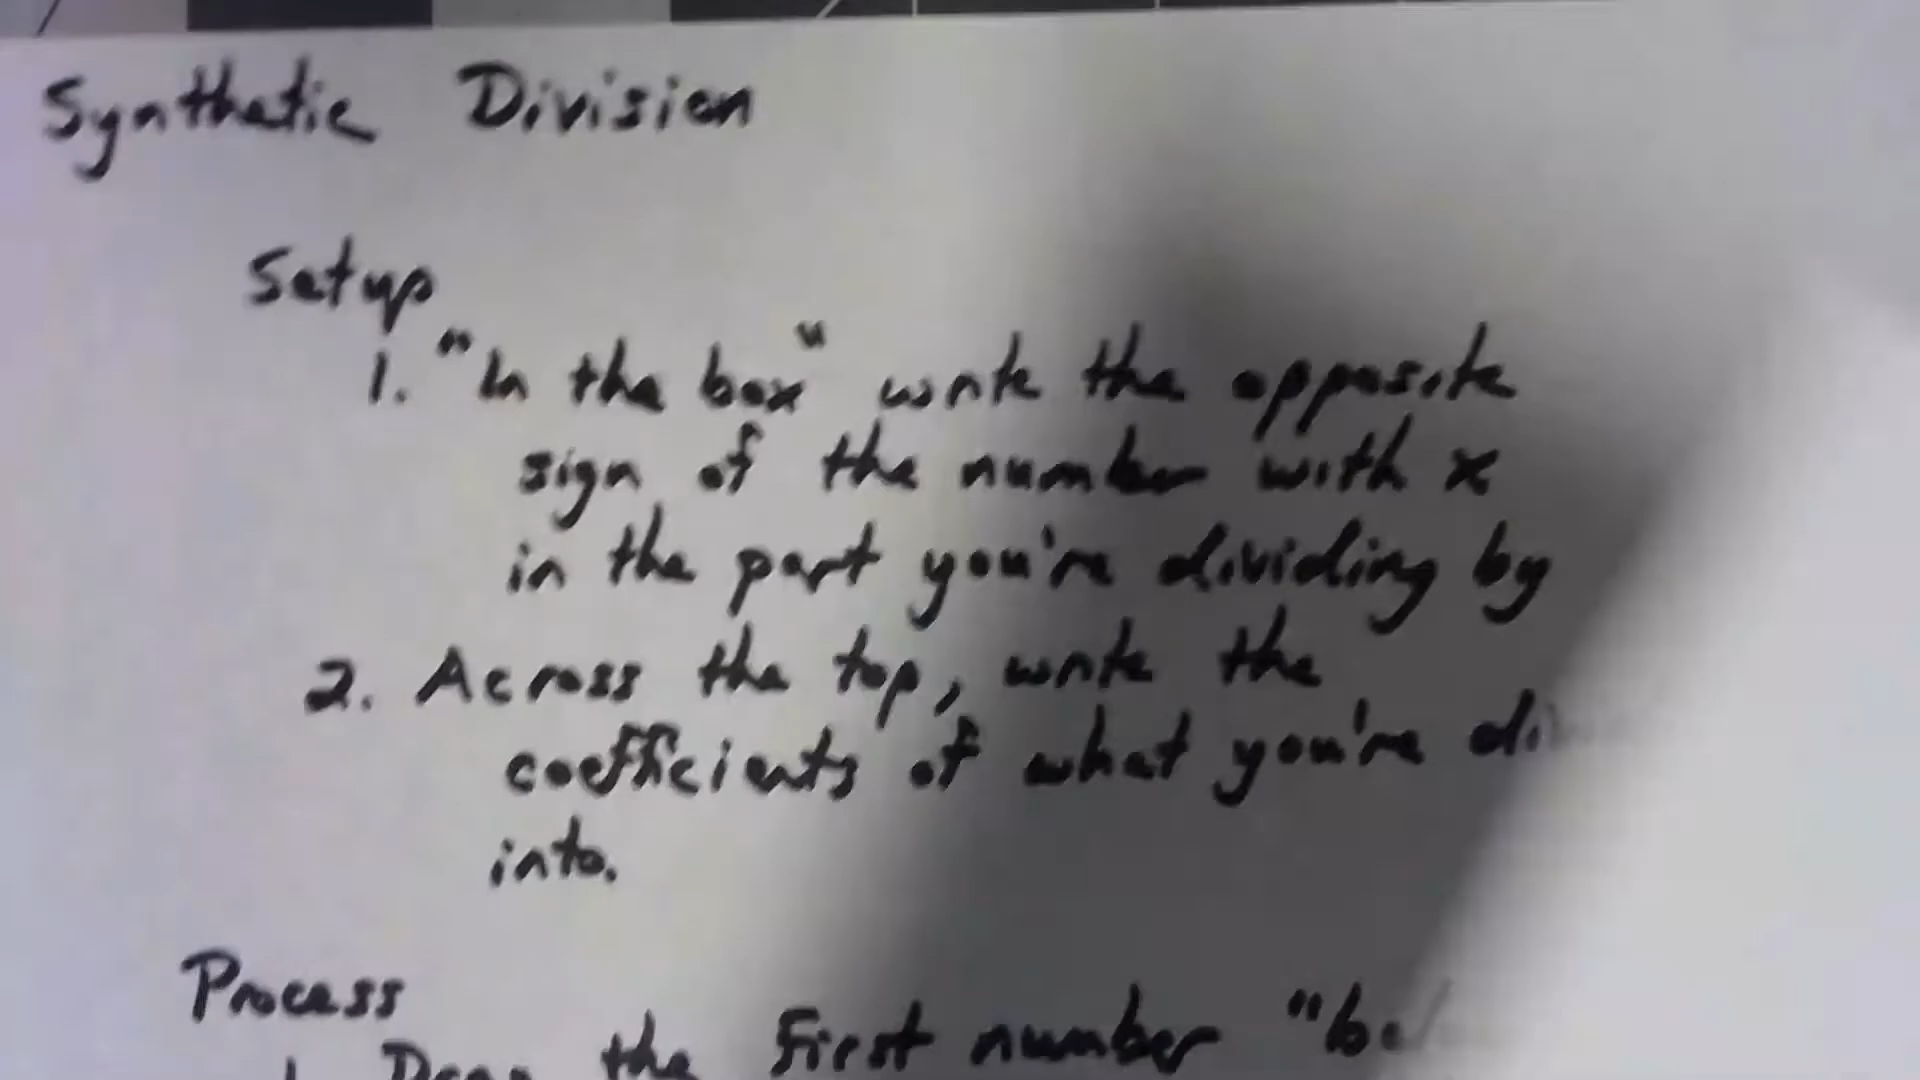 Synthetic Division
Setup
1. "In the box" write the opposite
sign of the number with x
in the part you're dividing by
2. Across the top, write the
coefficients of what you're
into.
Process
1. Drop the first number